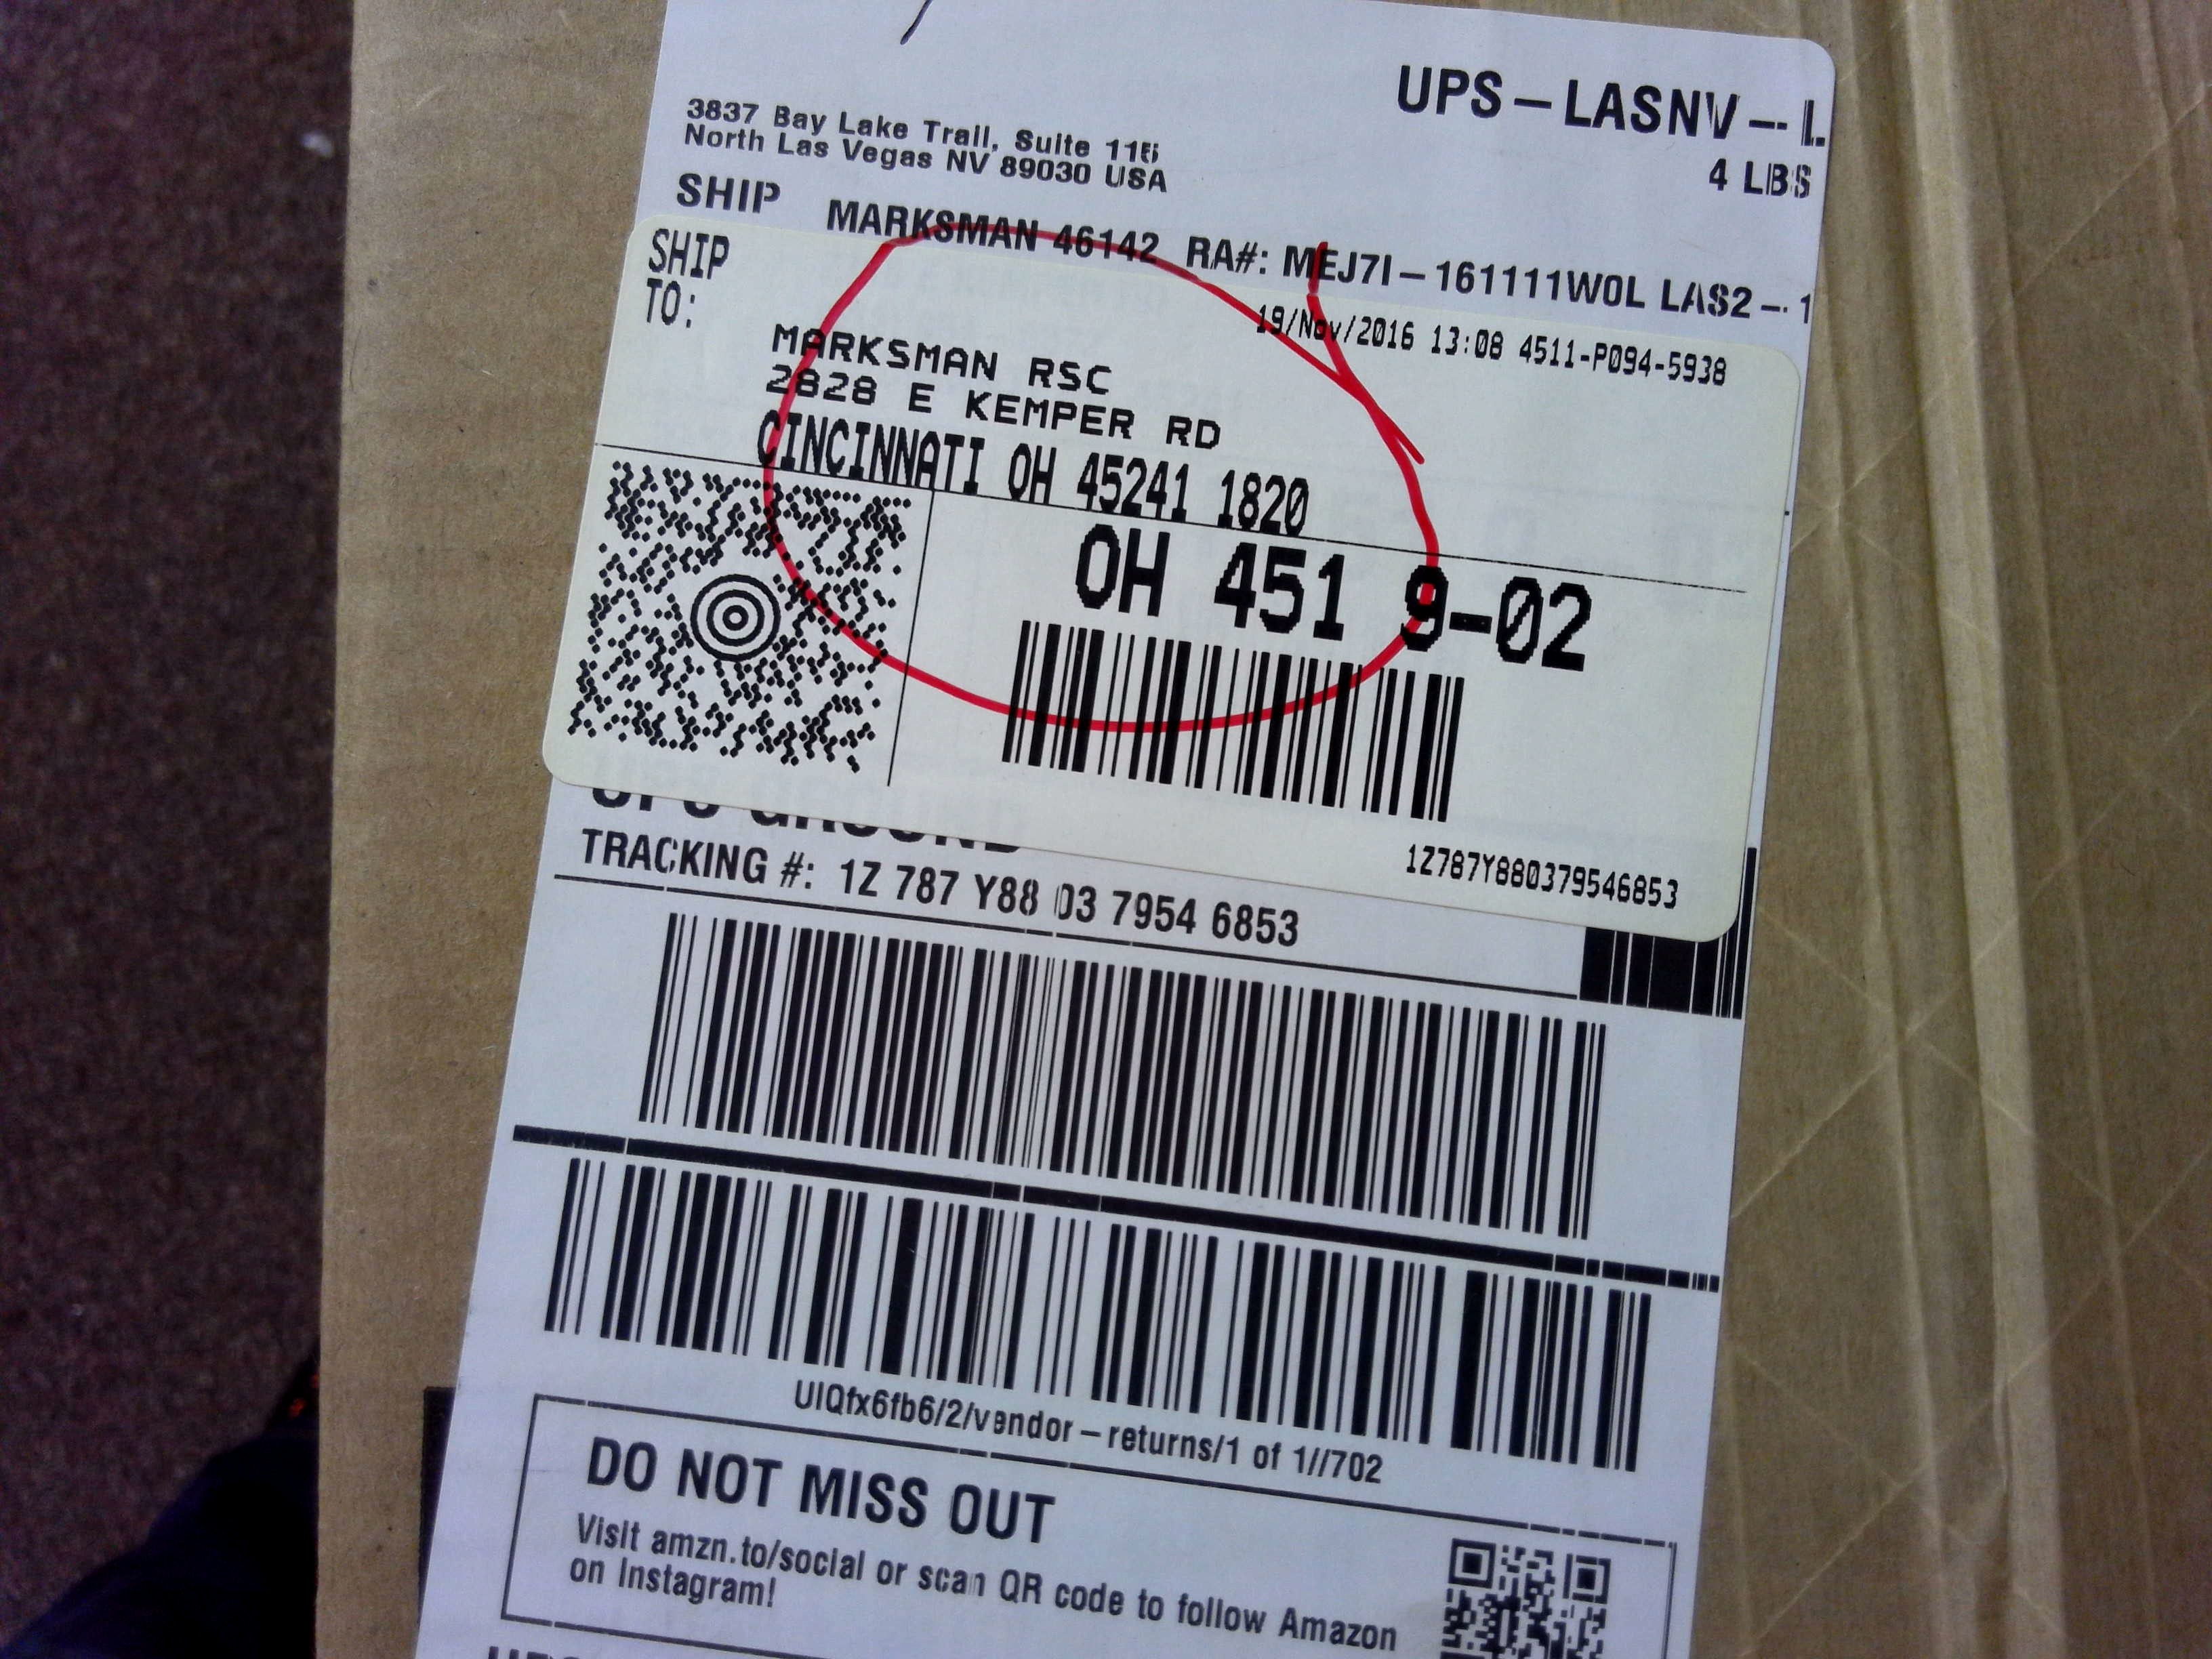 UPS – LASNV – L
3837 Bay Lake Trail, Suite 115
North Las Vegas NV 89030 USA
4 LBS
SHIP MARKSMAN 46142 RA#: MEJ7I – 161111W0L LAS2 – 1
SHIP
TO:
19/Nov/2016 13:08 4511-P094-5938
MARKSMAN RSC
2828 E KEMPER RD
CINCINNATI OH 45241 1820
OH 451 9-02
1Z787Y880379546853
UPS GROUND
TRACKING #: 1Z 787 Y88 03 7954 6853
UIQfx6fb6/2/vendor – returns/1 of 1//702
DO NOT MISS OUT
Visit amzn.to/social or scan QR code to follow Amazon
on Instagram!